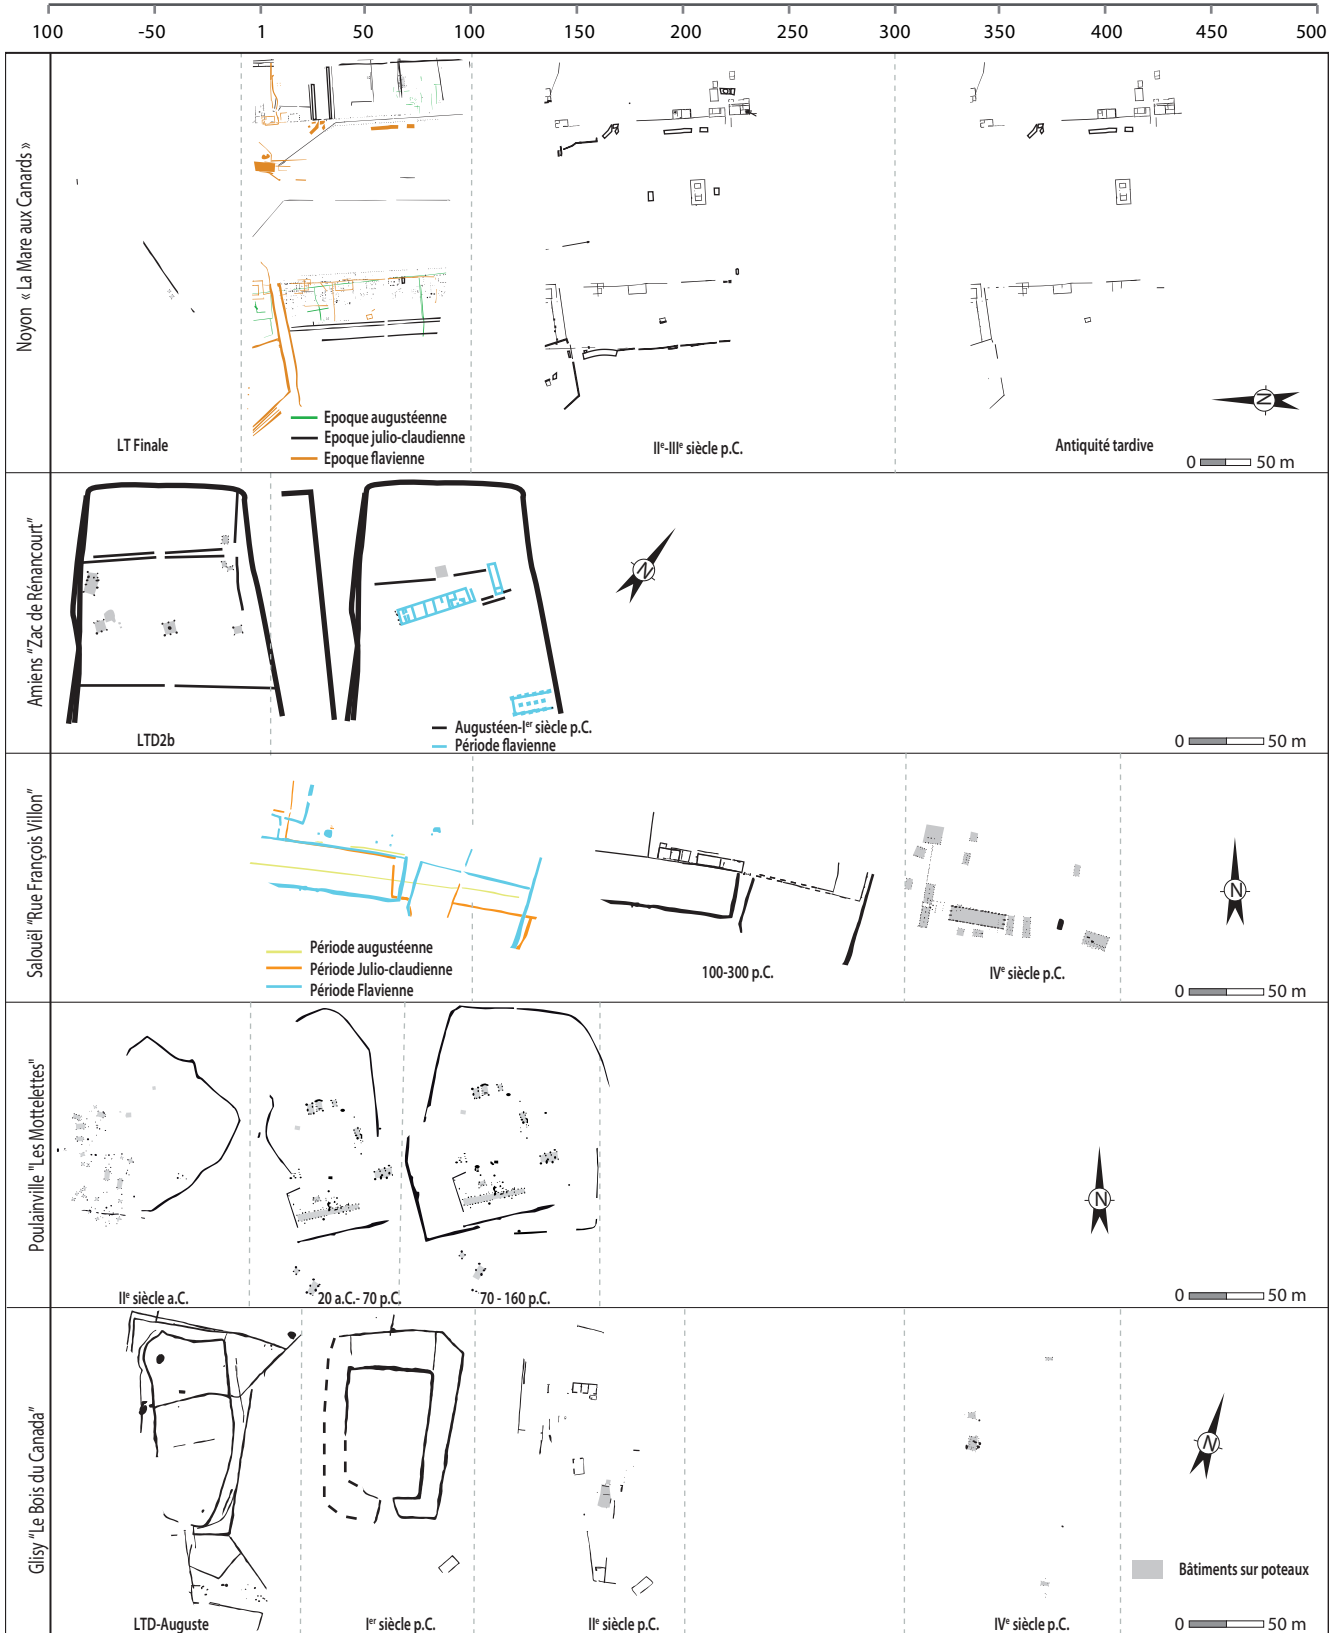 100 -50 1 50 100 150 200 50 300 350 400 450 500
Noyon « La Mare aux Canards »
LT Finale
Epoque augustéenne
Epoque julio-claudienne
Epoque flavienne
IIe-IIIe siècle p.C.
Antiquité tardive
N
0 50 m
Amiens "Zac de Rénancourt"
LTD2b
Augustéen-Ier siècle p.C.
Période flavienne
N
0 50 m
Salouël "Rue François Villon"
Période augustéenne
Période Julio-claudienne
Période Flavienne
100-300 p.C.
IVe siècle p.C.
N
0 50 m
Poulainville "Les Mottelettes"
IIe siècle a.C.
20 a.C.- 70 p.C.
70 - 160 p.C.
N
0 50 m
Glisy "Le Bois du Canada"
LTD-Auguste
Ier siècle p.C.
IIe siècle p.C.
IVe siècle p.C.
N
Bâtiments sur poteaux
0 50 m